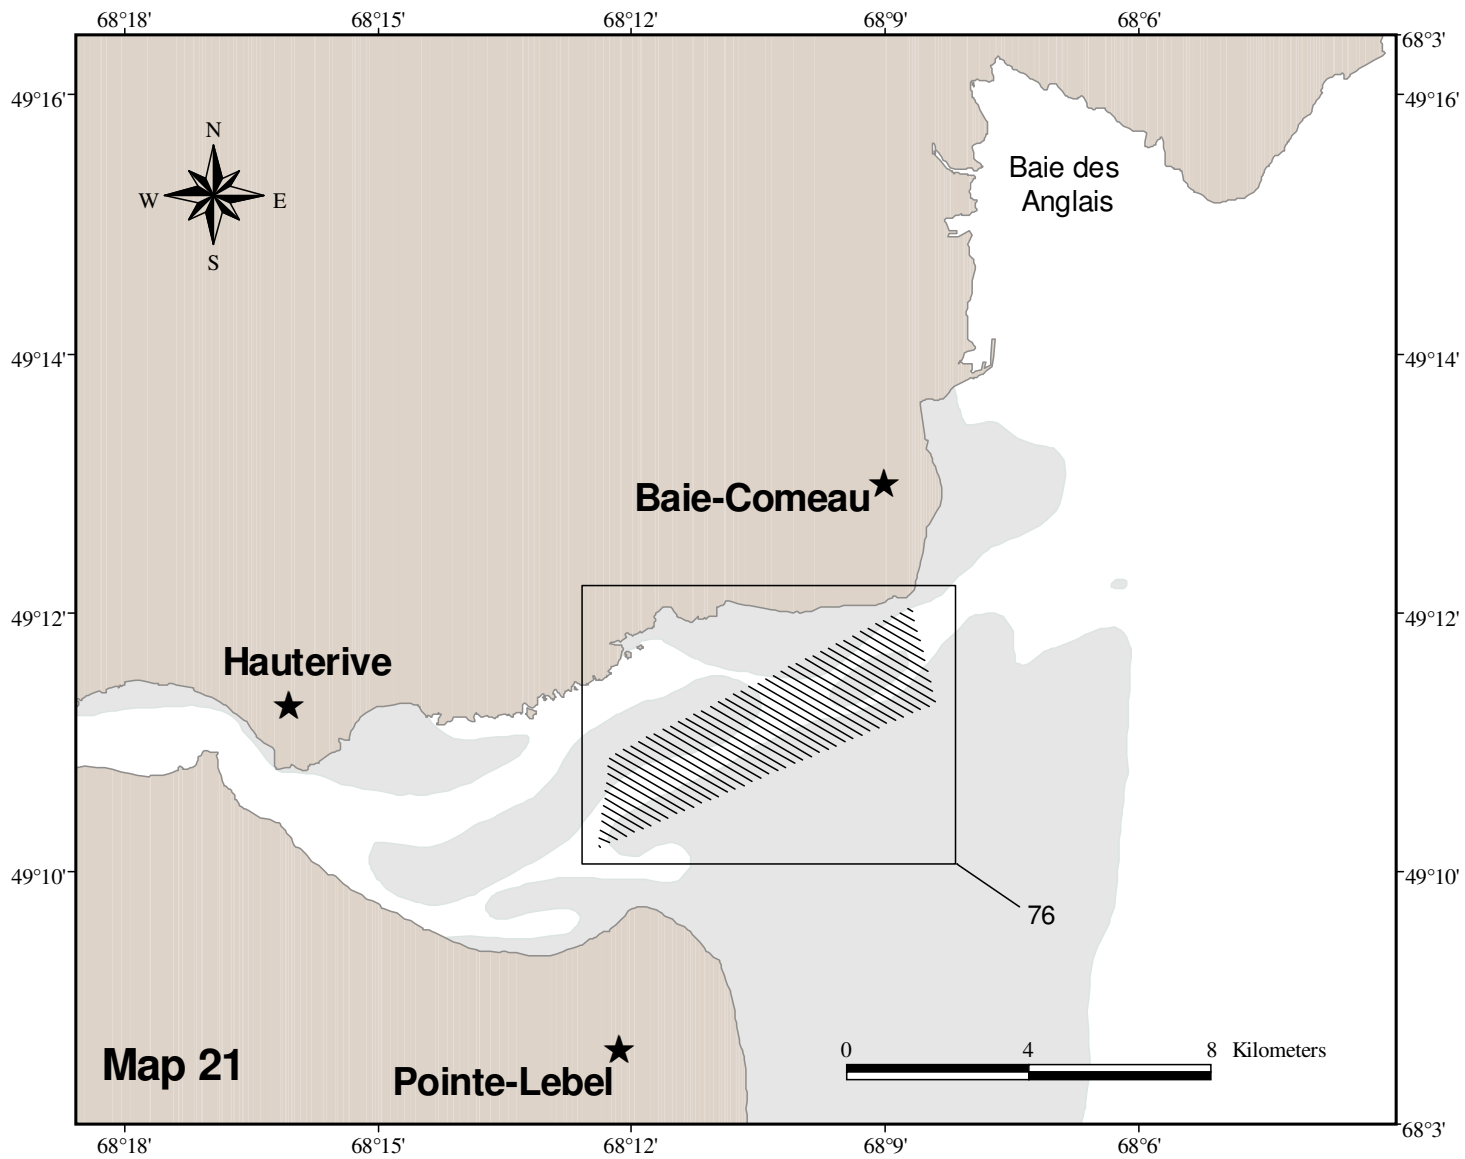 68°18' 68°15' 68°12' 68°9' 68°6'
68°3'
49°16' 49°16'
N
W E
S
Baie des
Anglais
49°14' 49°14'
Baie-Comeau
49°12' 49°12'
Hauterive
49°10' 49°10'
76
0 4 8 Kilometers
Map 21
Pointe-Lebel
68°3'
68°18' 68°15' 68°12' 68°9' 68°6'